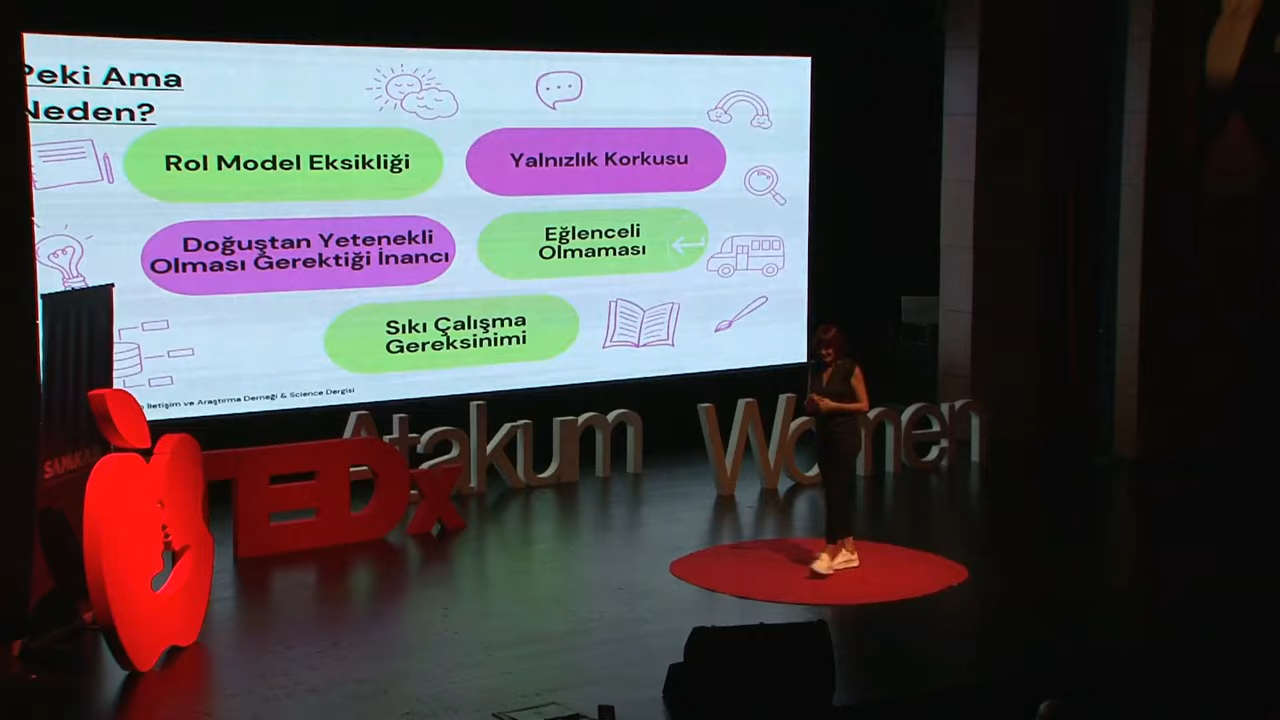 Peki Ama
Neden?
Rol Model Eksikliği
Yalnızlık Korkusu
Doğuştan Yetenekli
Olması Gerektiği İnancı
Eğlenceli
Olmaması
Sıkı Çalışma
Gereksinimi
İletişim ve Araştırma Derneği & Science Dergisi
TEDx
Atakum Women